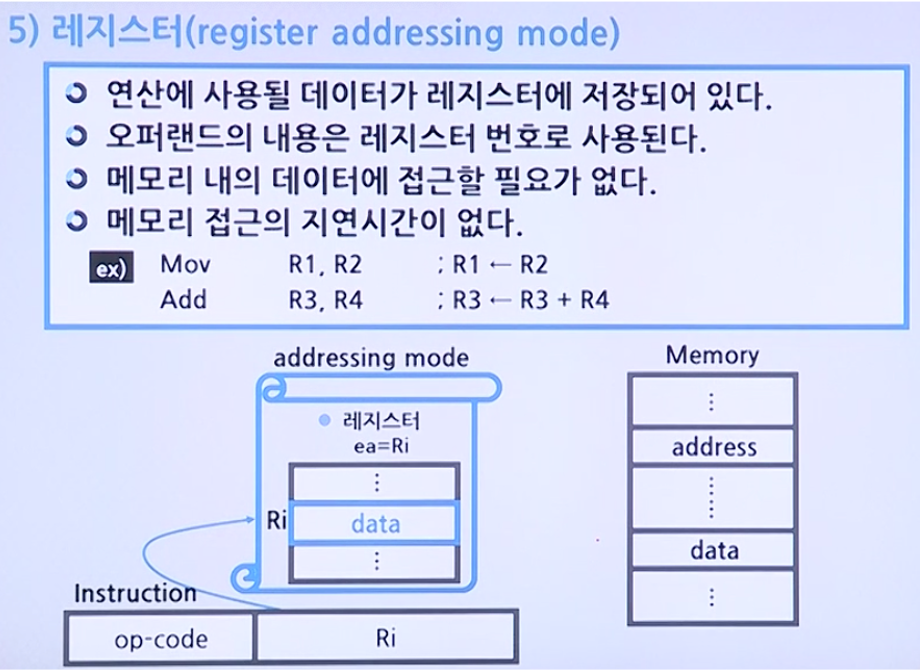 5) 레지스터(register addressing mode)
연산에 사용될 데이터가 레지스터에 저장되어 있다.
오퍼랜드의 내용은 레지스터 번호로 사용된다.
메모리 내의 데이터에 접근할 필요가 없다.
메모리 접근의 지연시간이 없다.
ex) Mov R1, R2 ; R1 ← R2
Add R3, R4 ; R3 ← R3 + R4
addressing mode
레지스터
ea=Ri
⋮
Ri data
⋮
Instruction
op-code Ri
Memory
⋮
address
⋮
data
⋮